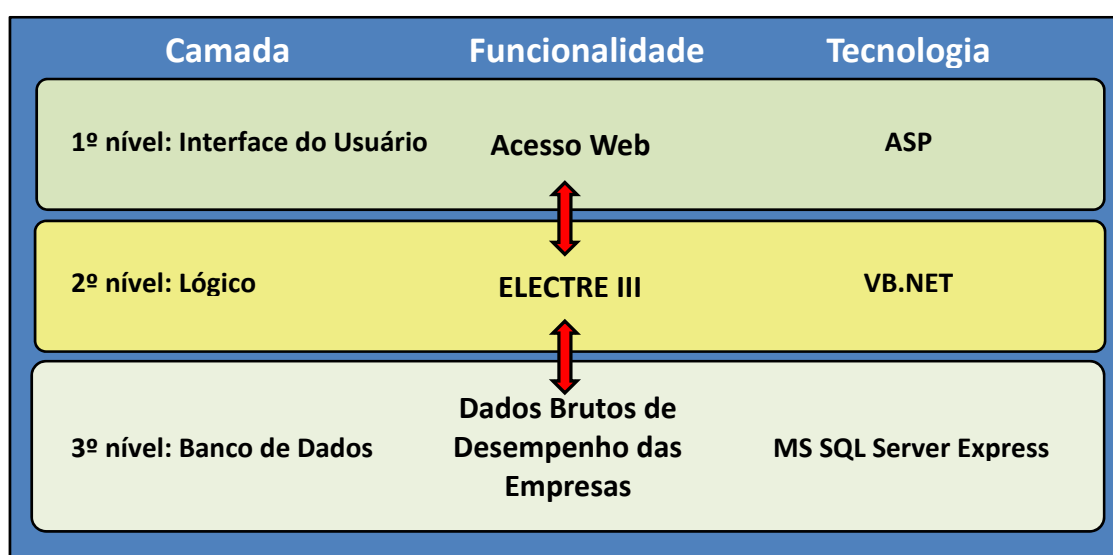 Camada Funcionalidade Tecnologia
1º nível: Interface do Usuário Acesso Web ASP
2º nível: Lógico ELECTRE III VB.NET
3º nível: Banco de Dados
Dados Brutos de
Desempenho das
Empresas
MS SQL Server Express